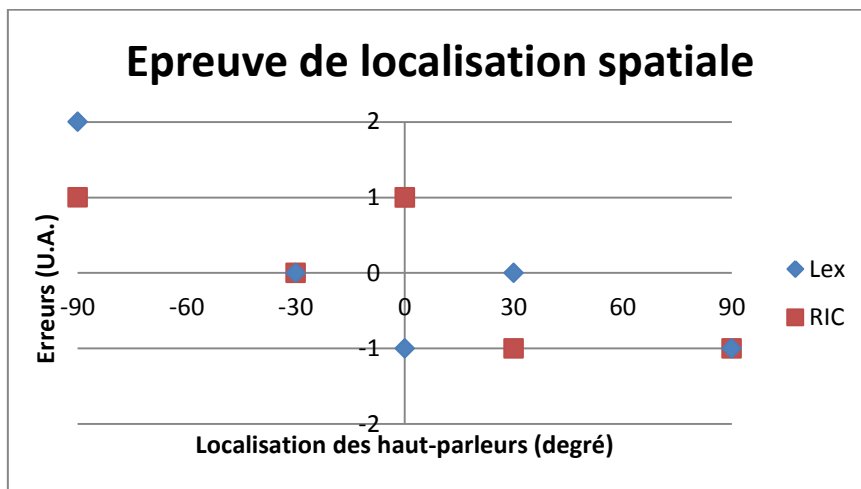 Epreuve de localisation spatiale
2
1
0
-90 -60 -30 0 30 60 90
-1
-2
Erreurs (U.A.)
Localisation des haut-parleurs (degré)
Lex
RIC